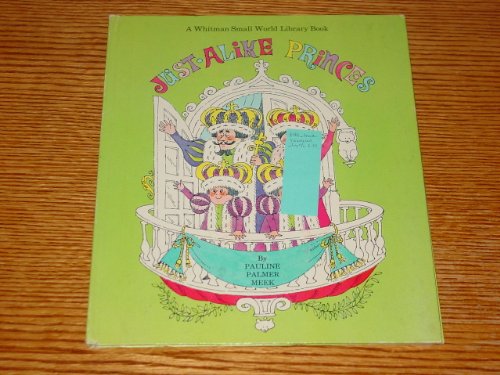 A Whitman Small World Library Book
JUST-ALIKE PRINCES
By
PAULINE
PALMER
MEEK